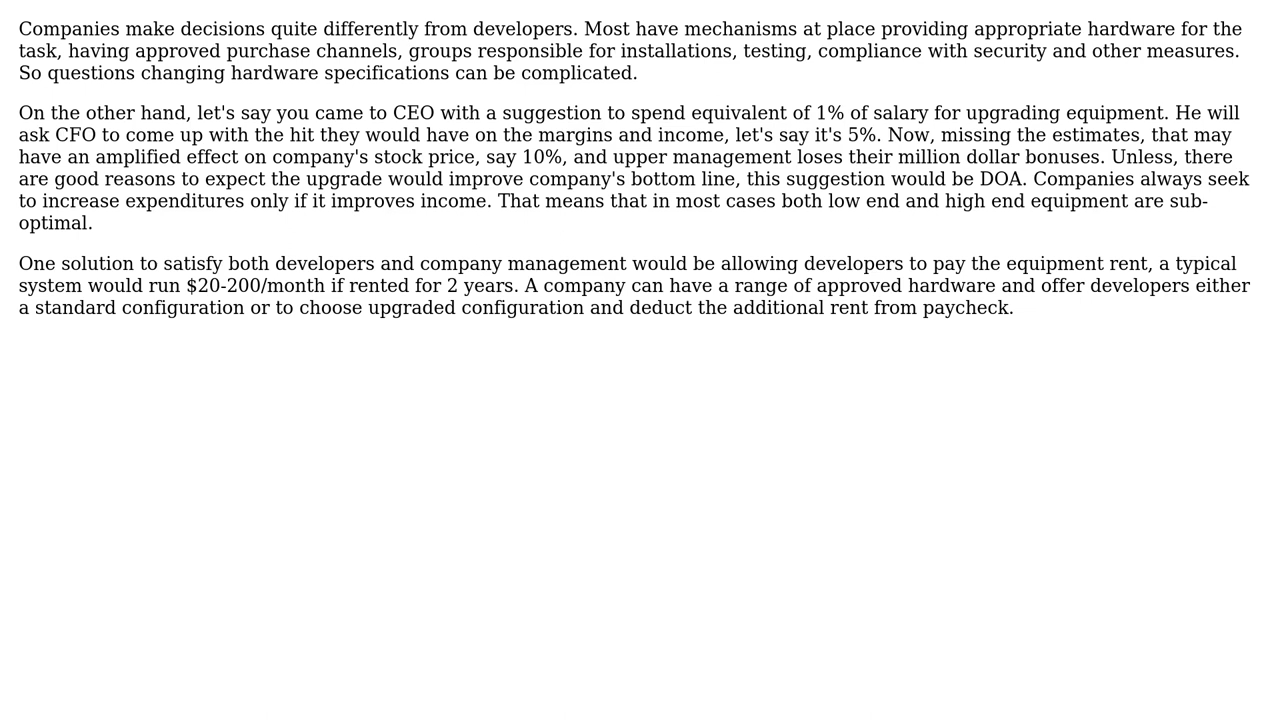 Companies make decisions quite differently from developers. Most have mechanisms at place providing appropriate hardware for the
task, having approved purchase channels, groups responsible for installations, testing, compliance with security and other measures.
So questions changing hardware specifications can be complicated.
On the other hand, let's say you came to CEO with a suggestion to spend equivalent of 1% of salary for upgrading equipment. He will
ask CFO to come up with the hit they would have on the margins and income, let's say it's 5%. Now, missing the estimates, that may
have an amplified effect on company's stock price, say 10%, and upper management loses their million dollar bonuses. Unless, there
are good reasons to expect the upgrade would improve company's bottom line, this suggestion would be DOA. Companies always seek
to increase expenditures only if it improves income. That means that in most cases both low end and high end equipment are sub-
optimal.
One solution to satisfy both developers and company management would be allowing developers to pay the equipment rent, a typical
system would run $20-200/month if rented for 2 years. A company can have a range of approved hardware and offer developers either
a standard configuration or to choose upgraded configuration and deduct the additional rent from paycheck.